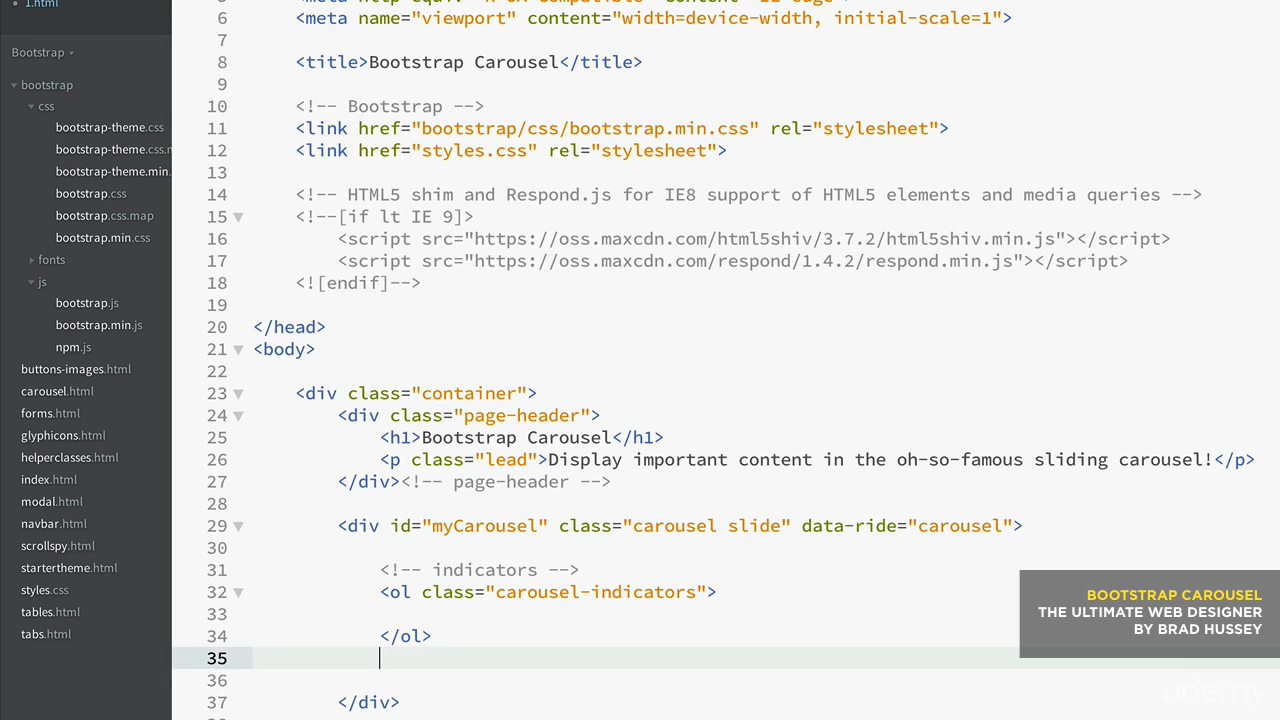 1.html
Bootstrap
bootstrap
css
bootstrap-theme.css
bootstrap-theme.css.m
bootstrap-theme.min.
bootstrap.css
bootstrap.css.map
bootstrap.min.css
fonts
js
bootstrap.js
bootstrap.min.js
npm.js
buttons-images.html
carousel.html
forms.html
glyphicons.html
helperclasses.html
index.html
modal.html
navbar.html
scrollspy.html
startertheme.html
styles.css
tables.html
tabs.html
6 <meta name="viewport" content="width=device-width, initial-scale=1">
7
8 <title>Bootstrap Carousel</title>
9
10 <!-- Bootstrap -->
11 <link href="bootstrap/css/bootstrap.min.css" rel="stylesheet">
12 <link href="styles.css" rel="stylesheet">
13
14 <!-- HTML5 shim and Respond.js for IE8 support of HTML5 elements and media queries -->
15 <!--[if lt IE 9]>
16 <script src="https://oss.maxcdn.com/html5shiv/3.7.2/html5shiv.min.js"></script>
17 <script src="https://oss.maxcdn.com/respond/1.4.2/respond.min.js"></script>
18 <![endif]-->
19
20 </head>
21 <body>
22
23 <div class="container">
24 <div class="page-header">
25 <h1>Bootstrap Carousel</h1>
26 <p class="lead">Display important content in the oh-so-famous sliding carousel!</p>
27 </div><!-- page-header -->
28
29 <div id="myCarousel" class="carousel slide" data-ride="carousel">
30
31 <!-- indicators -->
32 <ol class="carousel-indicators">
33
34 </ol>
35
36
37 </div>
BOOTSTRAP CAROUSEL
THE ULTIMATE WEB DESIGNER
BY BRAD HUSSEY
udemy